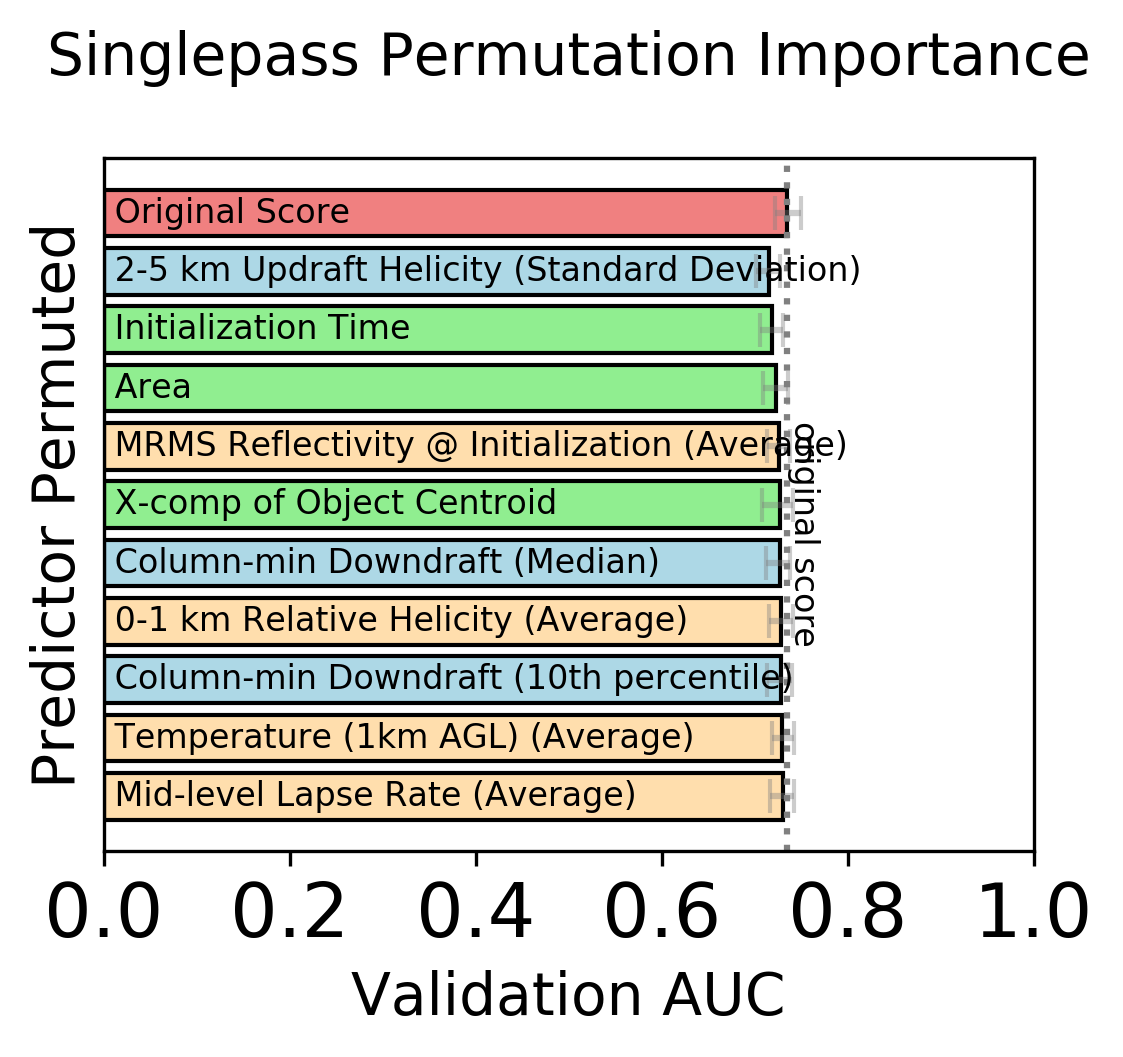 Singlepass Permutation Importance
Predictor Permuted
Original Score
2-5 km Updraft Helicity (Standard Deviation)
Initialization Time
Area
MRMS Reflectivity @ Initialization (Average)
X-comp of Object Centroid
Column-min Downdraft (Median)
0-1 km Relative Helicity (Average)
Column-min Downdraft (10th percentile)
Temperature (1km AGL) (Average)
Mid-level Lapse Rate (Average)
original score
0.0 0.2 0.4 0.6 0.8 1.0
Validation AUC